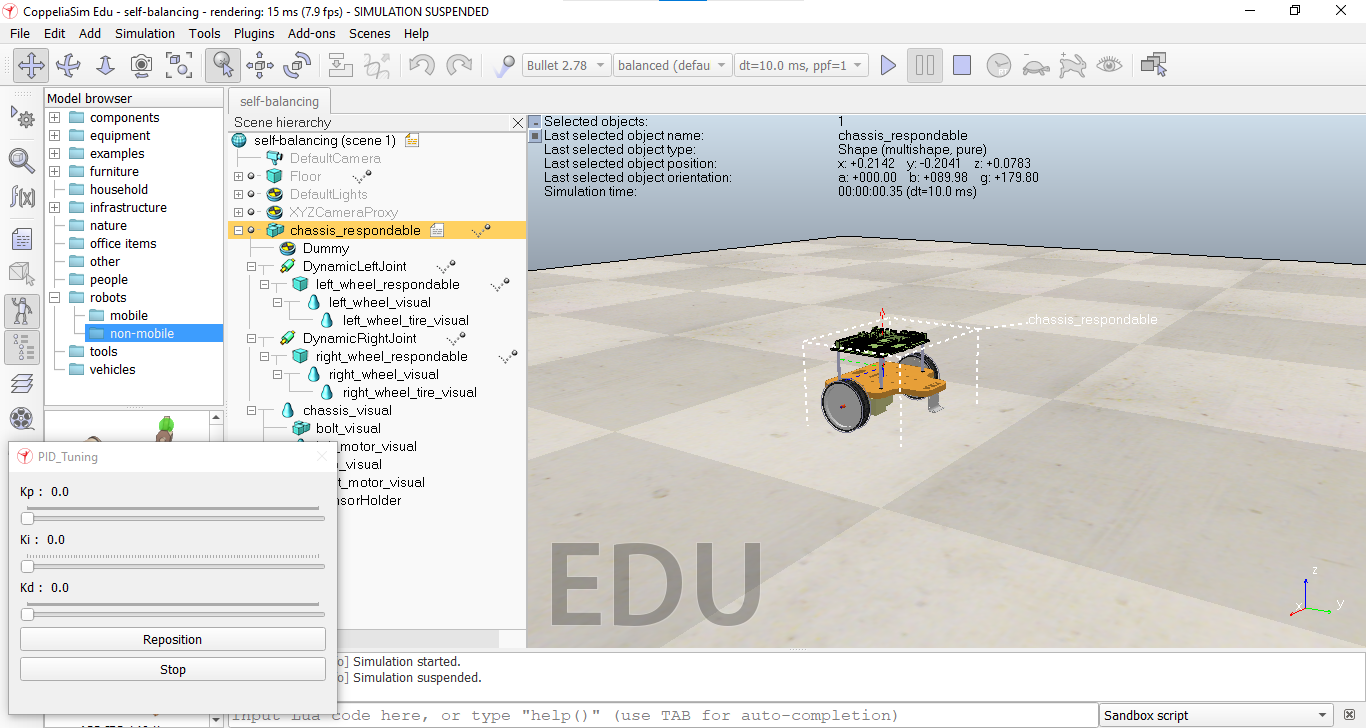 CoppeliaSim Edu - self-balancing - rendering: 15 ms (7.9 fps) - SIMULATION SUSPENDED
File Edit Add Simulation Tools Plugins Add-ons Scenes Help
Bullet 2.78 balanced (defau dt=10.0 ms, ppf=1
Model browser
components
equipment
examples
furniture
household
infrastructure
nature
office items
other
people
robots
mobile
non-mobile
tools
vehicles
self-balancing
Scene hierarchy
self-balancing (scene 1)
DefaultCamera
Floor
DefaultLights
XYZCameraProxy
chassis_respondable
Dummy
DynamicLeftJoint
left_wheel_respondable
left_wheel_visual
left_wheel_tire_visual
DynamicRightJoint
right_wheel_respondable
right_wheel_visual
right_wheel_tire_visual
chassis_visual
bolt_visual
_motor_visual
_visual
t_motor_visual
nsorHolder
Selected objects: 1
Last selected object name: chassis_respondable
Last selected object type: Shape (multishape, pure)
Last selected object position: x: +0.2142 y: -0.2041 z: +0.0783
Last selected object orientation: a: +000.00 b: +089.98 g: +179.80
Simulation time: 00:00:00.35 (dt=10.0 ms)
chassis_respondable
EDU
z
x
y
PID_Tuning
Kp : 0.0
Ki : 0.0
Kd : 0.0
Reposition
Stop
o] Simulation started.
o] Simulation suspended.
Input Lua code here, or type "help()" (use TAB for auto-completion)
Sandbox script